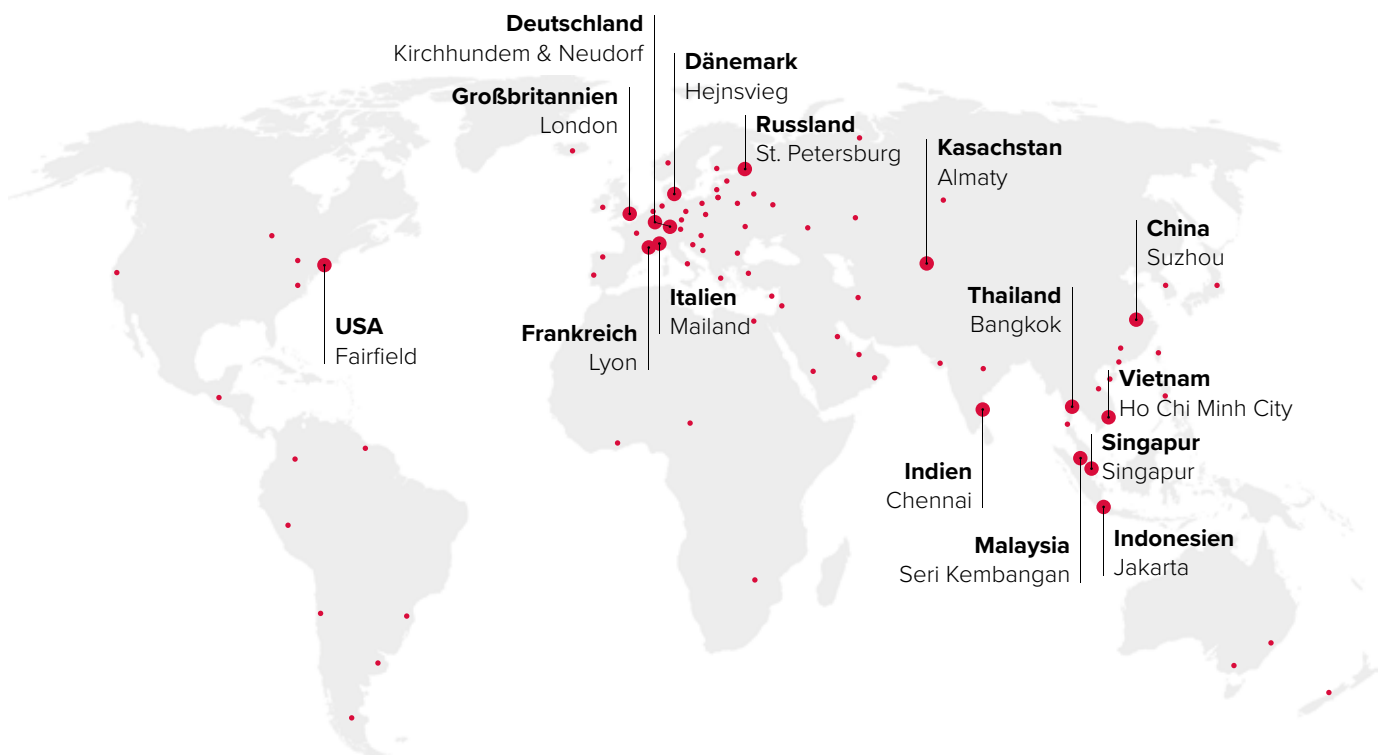 Deutschland
Kirchhundem & Neudorf
Dänemark
Hejnsvieg
Großbritannien
London
Russland
St. Petersburg
Kasachstan
Almaty
China
Suzhou
Thailand
Bangkok
Italien
Mailand
USA
Fairfield
Frankreich
Lyon
Vietnam
Ho Chi Minh City
Singapur
Singapur
Indien
Chennai
Malaysia
Seri Kembangan
Indonesien
Jakarta